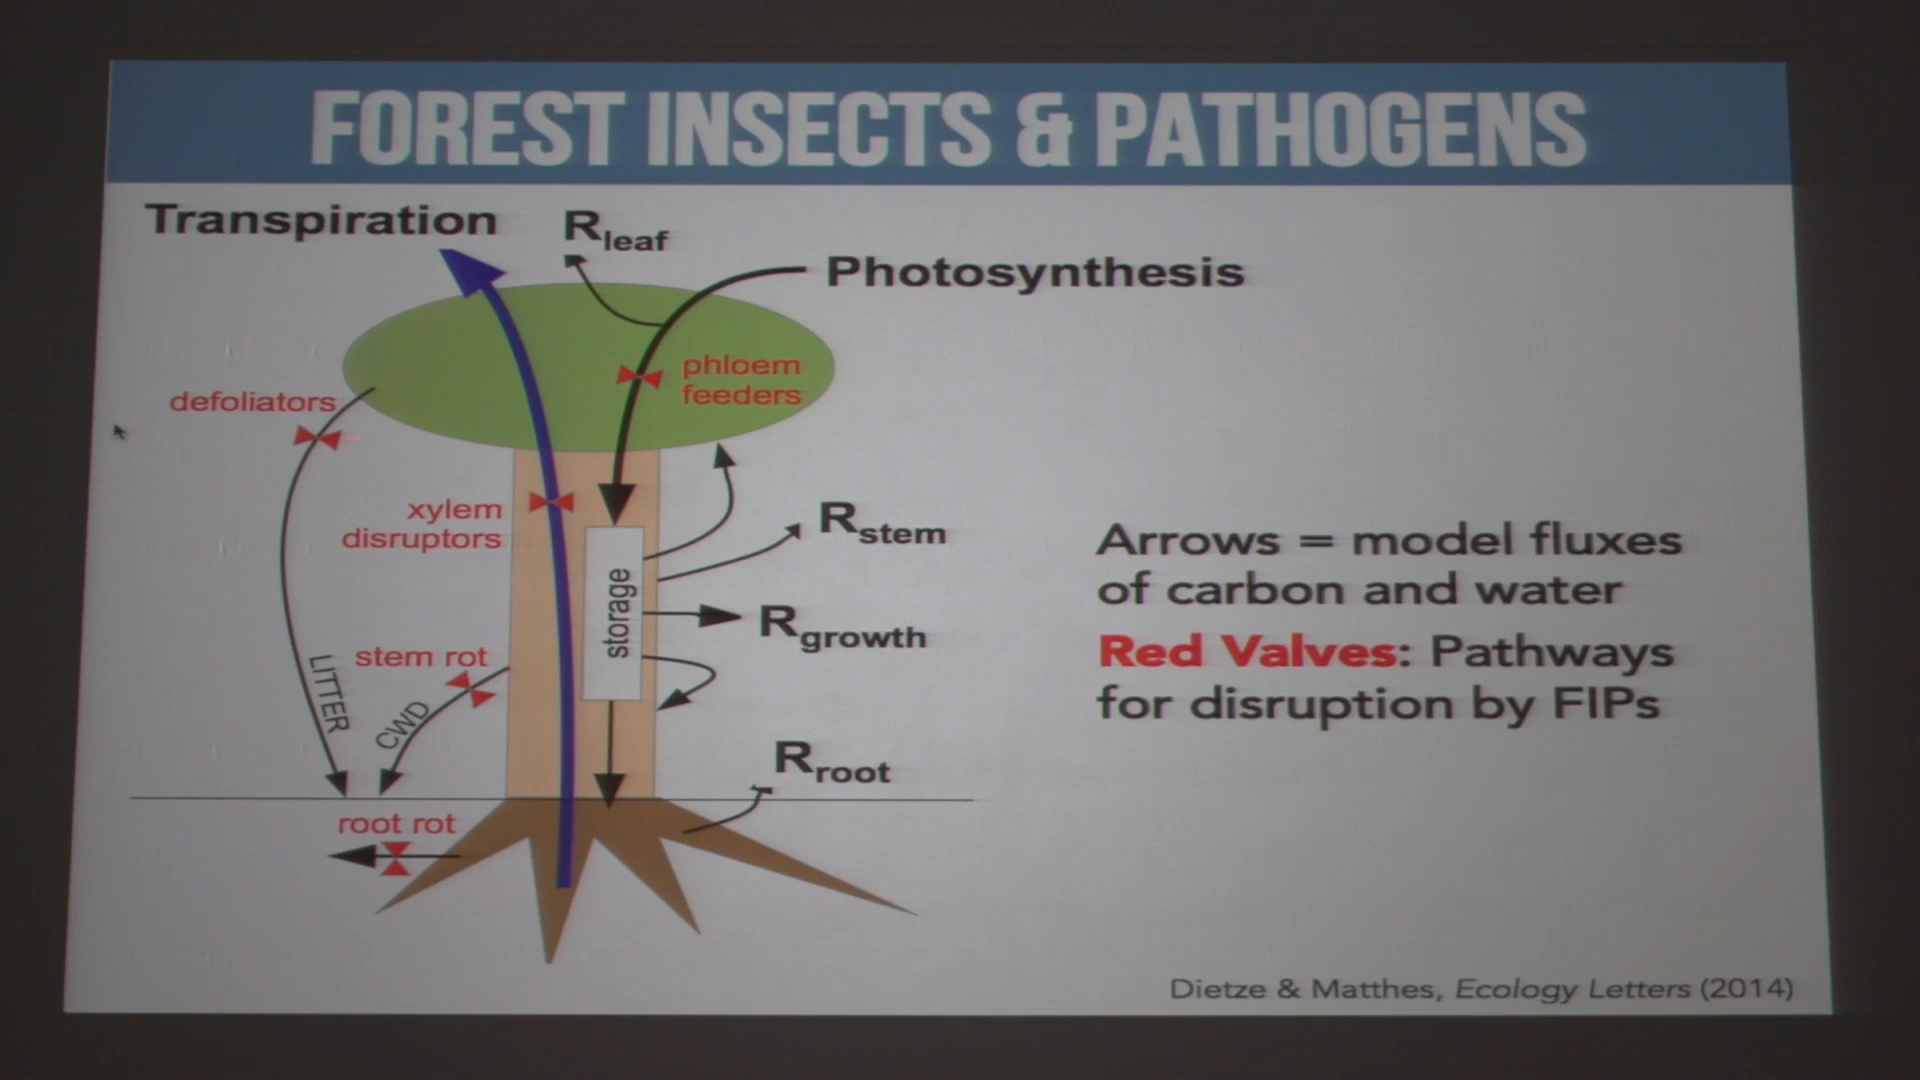 FOREST INSECTS & PATHOGENS
Transpiration
Rleaf
Photosynthesis
phloem
feeders
defoliators
xylem
disruptors
Rstem
storage
Rgrowth
stem rot
LITTER
CWD
Rroot
root rot
Arrows = model fluxes
of carbon and water
Red Valves: Pathways
for disruption by FIPs
Dietze & Matthes, Ecology Letters (2014)